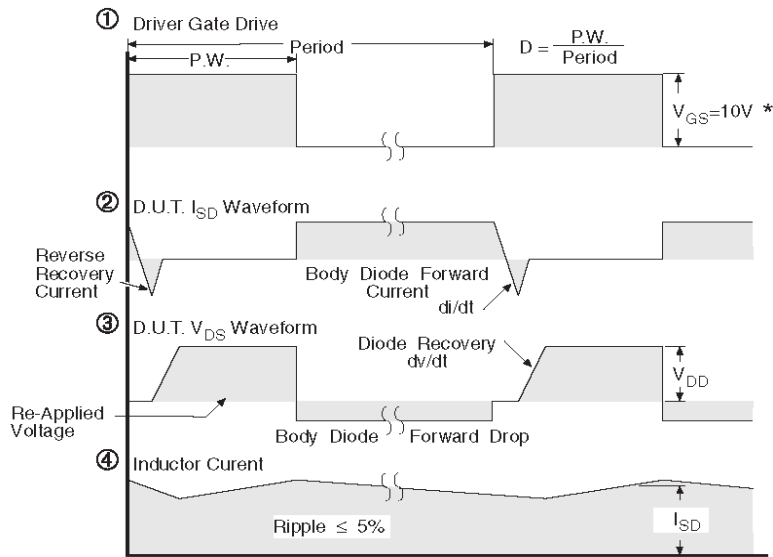 ① Driver Gate Drive
Period
P.W.
D = P.W. / Period
V_GS=10V *
② D.U.T. I_SD Waveform
Reverse
Recovery
Current
Body Diode Forward
Current
di/dt
③ D.U.T. V_DS Waveform
Diode Recovery
dv/dt
V_DD
Re-Applied
Voltage
Body Diode Forward Drop
④ Inductor Curent
Ripple ≤ 5%
I_SD